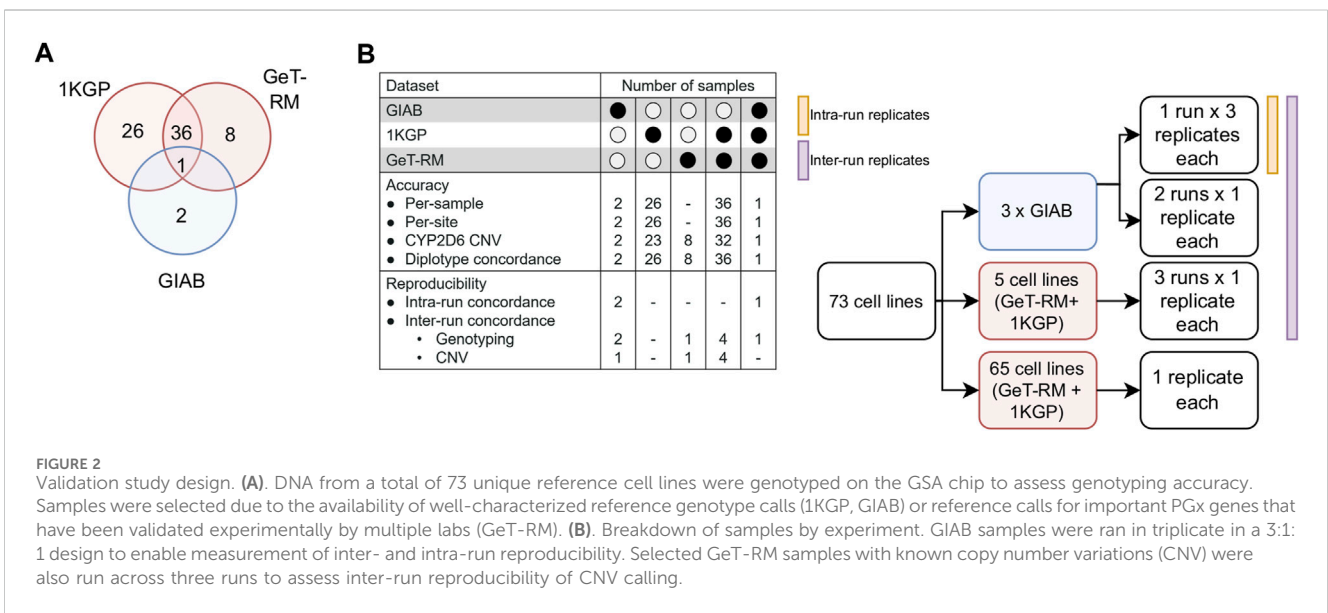 A
1KGP
GeT-
RM
26
36
8
1
2
GIAB
B
Dataset Number of samples
GIAB
1KGP
GeT-RM
Accuracy
● Per-sample 2 26 - 36 1
● Per-site 2 26 - 36 1
● CYP2D6 CNV 2 23 8 32 1
● Diplotype concordance 2 26 8 36 1
Reproducibility
● Intra-run concordance 2 - - - 1
● Inter-run concordance
• Genotyping 2 - 1 4 1
• CNV 1 - 1 4 -
Intra-run replicates
Inter-run replicates
73 cell lines
3 x GIAB
1 run x 3
replicates
each
2 runs x 1
replicate
each
5 cell lines
(GeT-RM+
1KGP)
3 runs x 1
replicate
each
65 cell lines
(GeT-RM +
1KGP)
1 replicate
each
FIGURE 2
Validation study design. (A). DNA from a total of 73 unique reference cell lines were genotyped on the GSA chip to assess genotyping accuracy.
Samples were selected due to the availability of well-characterized reference genotype calls (1KGP, GIAB) or reference calls for important PGx genes that
have been validated experimentally by multiple labs (GeT-RM). (B). Breakdown of samples by experiment. GIAB samples were ran in triplicate in a 3:1:
1 design to enable measurement of inter- and intra-run reproducibility. Selected GeT-RM samples with known copy number variations (CNV) were
also run across three runs to assess inter-run reproducibility of CNV calling.